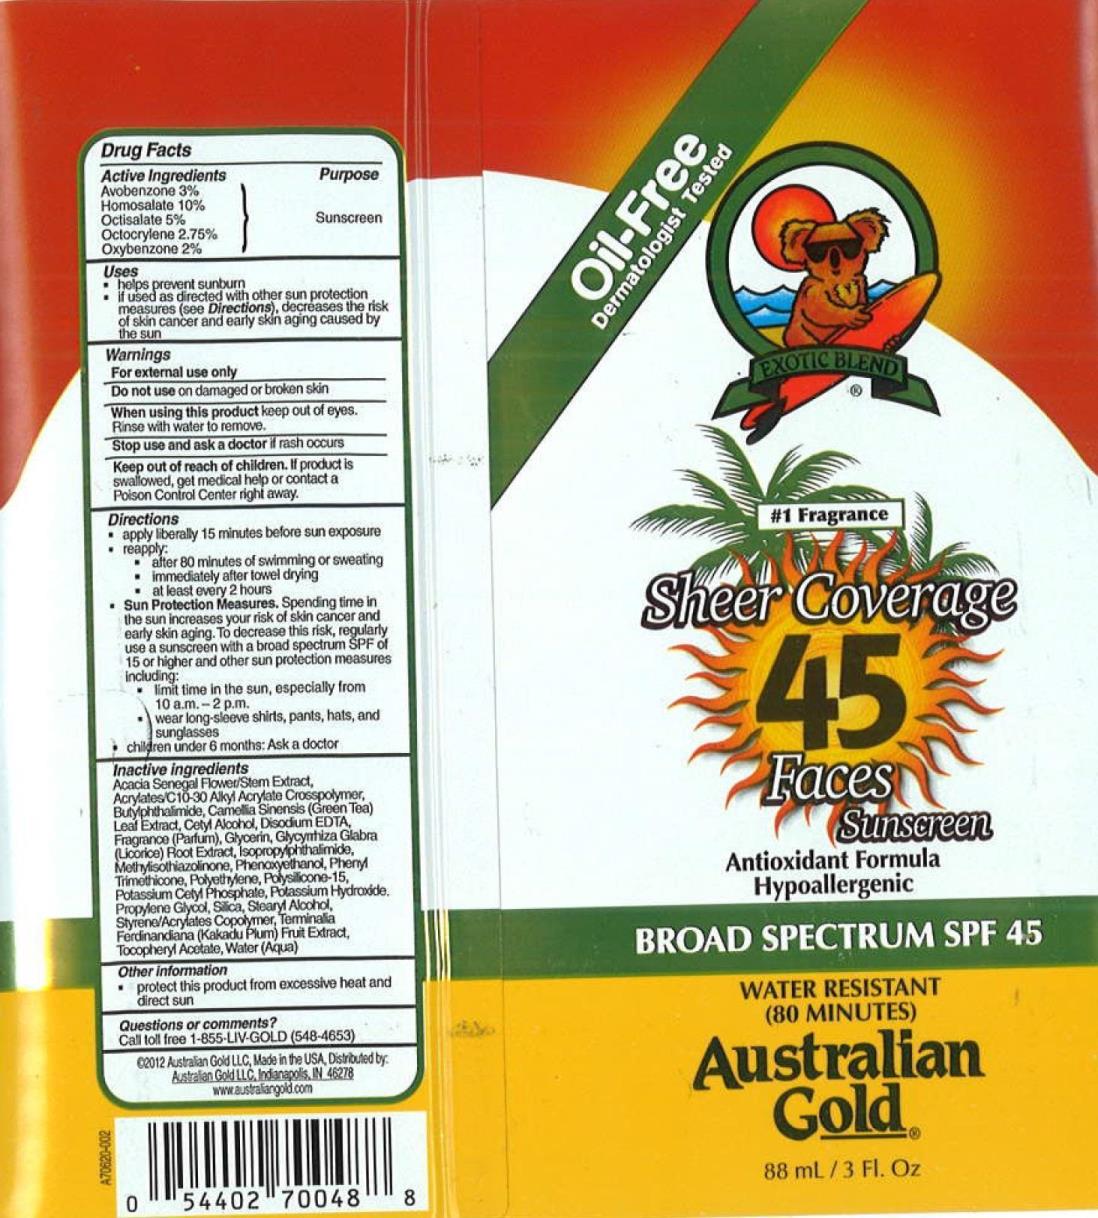 Drug Facts
Active Ingredients Purpose
Avobenzone 3%
Homosalate 10%
Octisalate 5% Sunscreen
Octocrylene 2.75%
Oxybenzone 2%
Uses
▪ helps prevent sunburn
▪ if used as directed with other sun protection
measures (see Directions), decreases the risk
of skin cancer and early skin aging caused by
the sun
Warnings
For external use only
Do not use on damaged or broken skin
When using this product keep out of eyes.
Rinse with water to remove.
Stop use and ask a doctor if rash occurs
Keep out of reach of children. If product is
swallowed, get medical help or contact a
Poison Control Center right away.
Directions
▪ apply liberally 15 minutes before sun exposure
▪ reapply:
▪ after 80 minutes of swimming or sweating
▪ immediately after towel drying
▪ at least every 2 hours
▪ Sun Protection Measures. Spending time in
the sun increases your risk of skin cancer and
early skin aging. To decrease this risk, regularly
use a sunscreen with a broad spectrum SPF of
15 or higher and other sun protection measures
including:
▪ limit time in the sun, especially from
10 a.m. – 2 p.m.
▪ wear long-sleeve shirts, pants, hats, and
sunglasses
▪ children under 6 months: Ask a doctor
Inactive ingredients
Acacia Senegal Flower/Stem Extract,
Acrylates/C10-30 Alkyl Acrylate Crosspolymer,
Butylphthalimide, Camellia Sinensis (Green Tea)
Leaf Extract, Cetyl Alcohol, Disodium EDTA,
Fragrance (Parfum), Glycerin, Glycyrrhiza Glabra
(Licorice) Root Extract, Isopropylphthalimide,
Methylisothiazolinone, Phenoxyethanol, Phenyl
Trimethicone, Polyethylene, Polysilicone-15,
Potassium Cetyl Phosphate, Potassium Hydroxide.
Propylene Glycol, Silica, Stearyl Alcohol,
Styrene/Acrylates Copolymer, Terminalia
Ferdinandiana (Kakadu Plum) Fruit Extract,
Tocopheryl Acetate, Water (Aqua)
Other information
▪ protect this product from excessive heat and
direct sun
Questions or comments?
Call toll free 1-855-LIV-GOLD (548-4653)
©2012 Australian Gold LLC, Made in the USA, Distributed by:
Australian Gold LLC, Indianapolis, IN 46278
www.australiangold.com
A70620-002
0 54402 70048 8
Oil-Free
Dermatologist Tested
EXOTIC BLEND
®
#1 Fragrance
Sheer Coverage
45
Faces
Sunscreen
Antioxidant Formula
Hypoallergenic
BROAD SPECTRUM SPF 45
WATER RESISTANT
(80 MINUTES)
Australian
Gold®
88 mL / 3 Fl. Oz